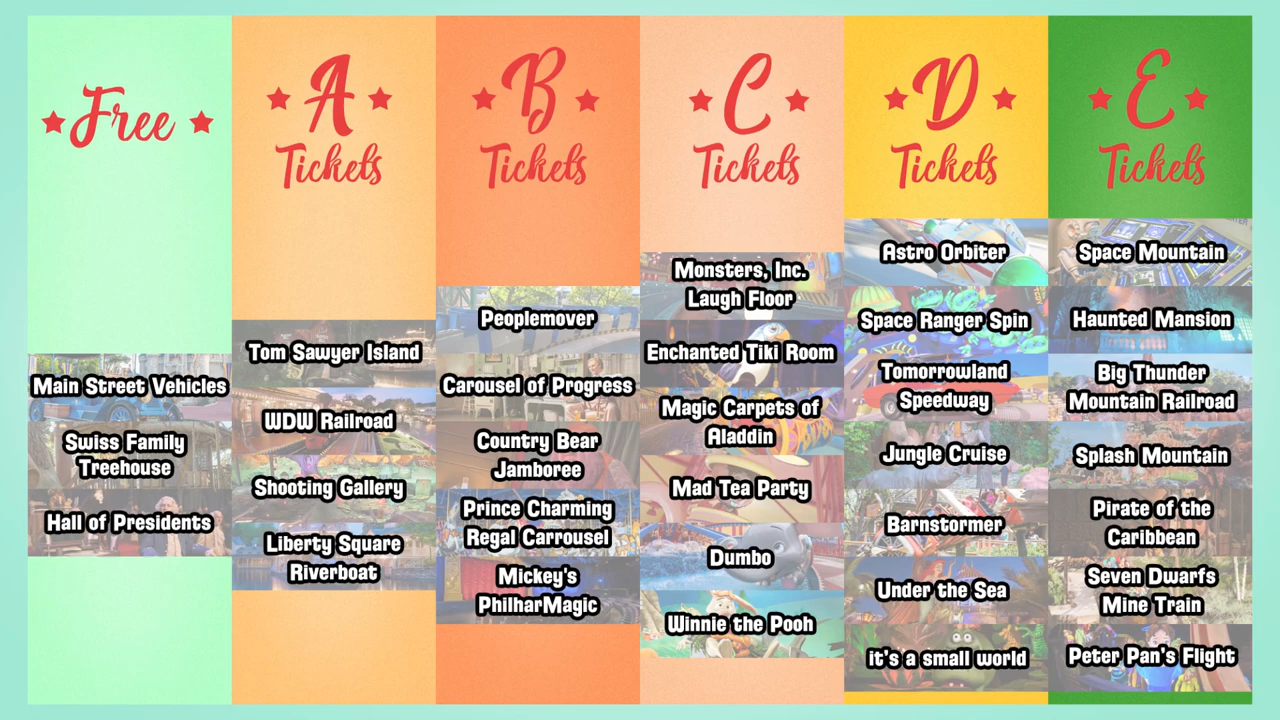 Free
Main Street Vehicles
Swiss Family
Treehouse
Hall of Presidents
A
Tickets
Tom Sawyer Island
WDW Railroad
Shooting Gallery
Liberty Square
Riverboat
B
Tickets
Peoplemover
Carousel of Progress
Country Bear
Jamboree
Prince Charming
Regal Carrousel
Mickey's
PhilharMagic
C
Tickets
Monsters, Inc.
Laugh Floor
Enchanted Tiki Room
Magic Carpets of
Aladdin
Mad Tea Party
Dumbo
Winnie the Pooh
D
Tickets
Astro Orbiter
Space Ranger Spin
Tomorrowland
Speedway
Jungle Cruise
Barnstormer
Under the Sea
it's a small world
E
Tickets
Space Mountain
Haunted Mansion
Big Thunder
Mountain Railroad
Splash Mountain
Pirate of the
Caribbean
Seven Dwarfs
Mine Train
Peter Pan's Flight